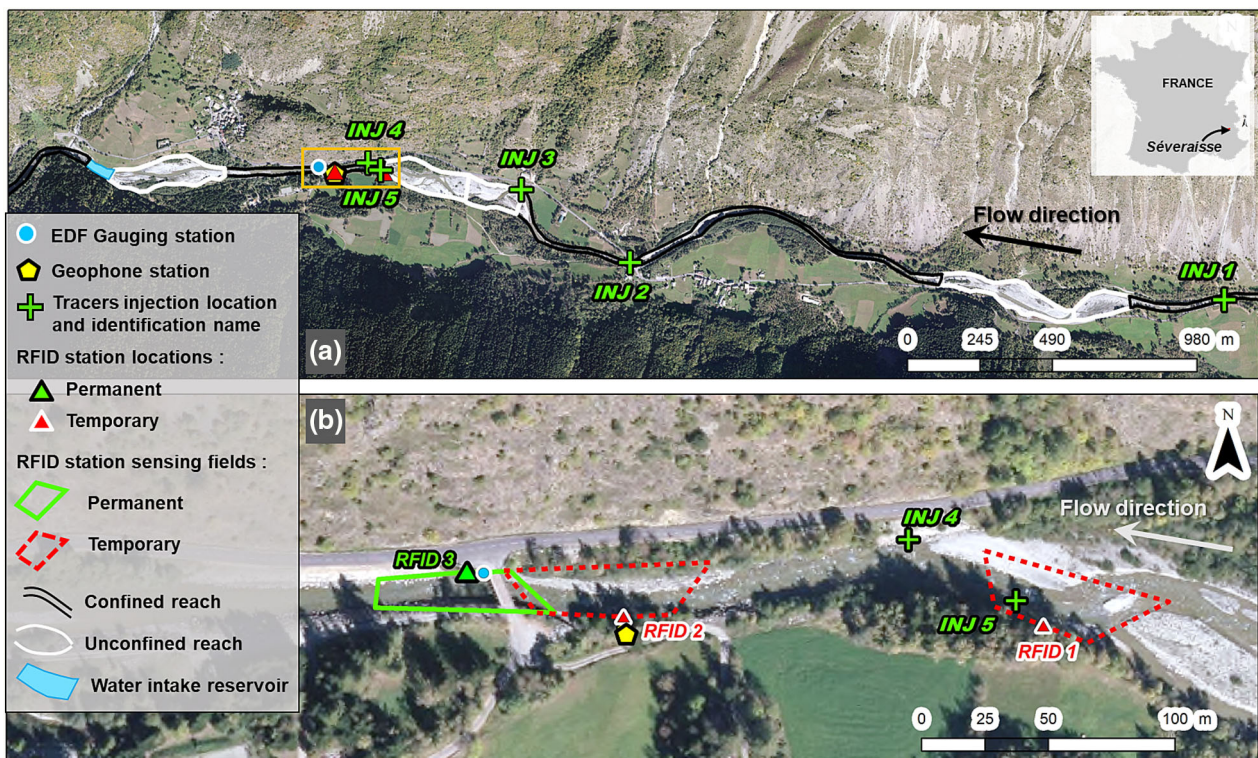 N
FRANCE
Séveraisse
INJ 4
INJ 3
INJ 5
Flow direction
INJ 2
INJ 1
0 245 490 980 m
(a)
EDF Gauging station
Geophone station
Tracers injection location
and identification name
RFID station locations :
Permanent
Temporary
RFID station sensing fields :
Permanent
Temporary
Confined reach
Unconfined reach
Water intake reservoir
(b)
N
INJ 4
Flow direction
RFID 3
INJ 5
RFID 2
RFID 1
0 25 50 100 m